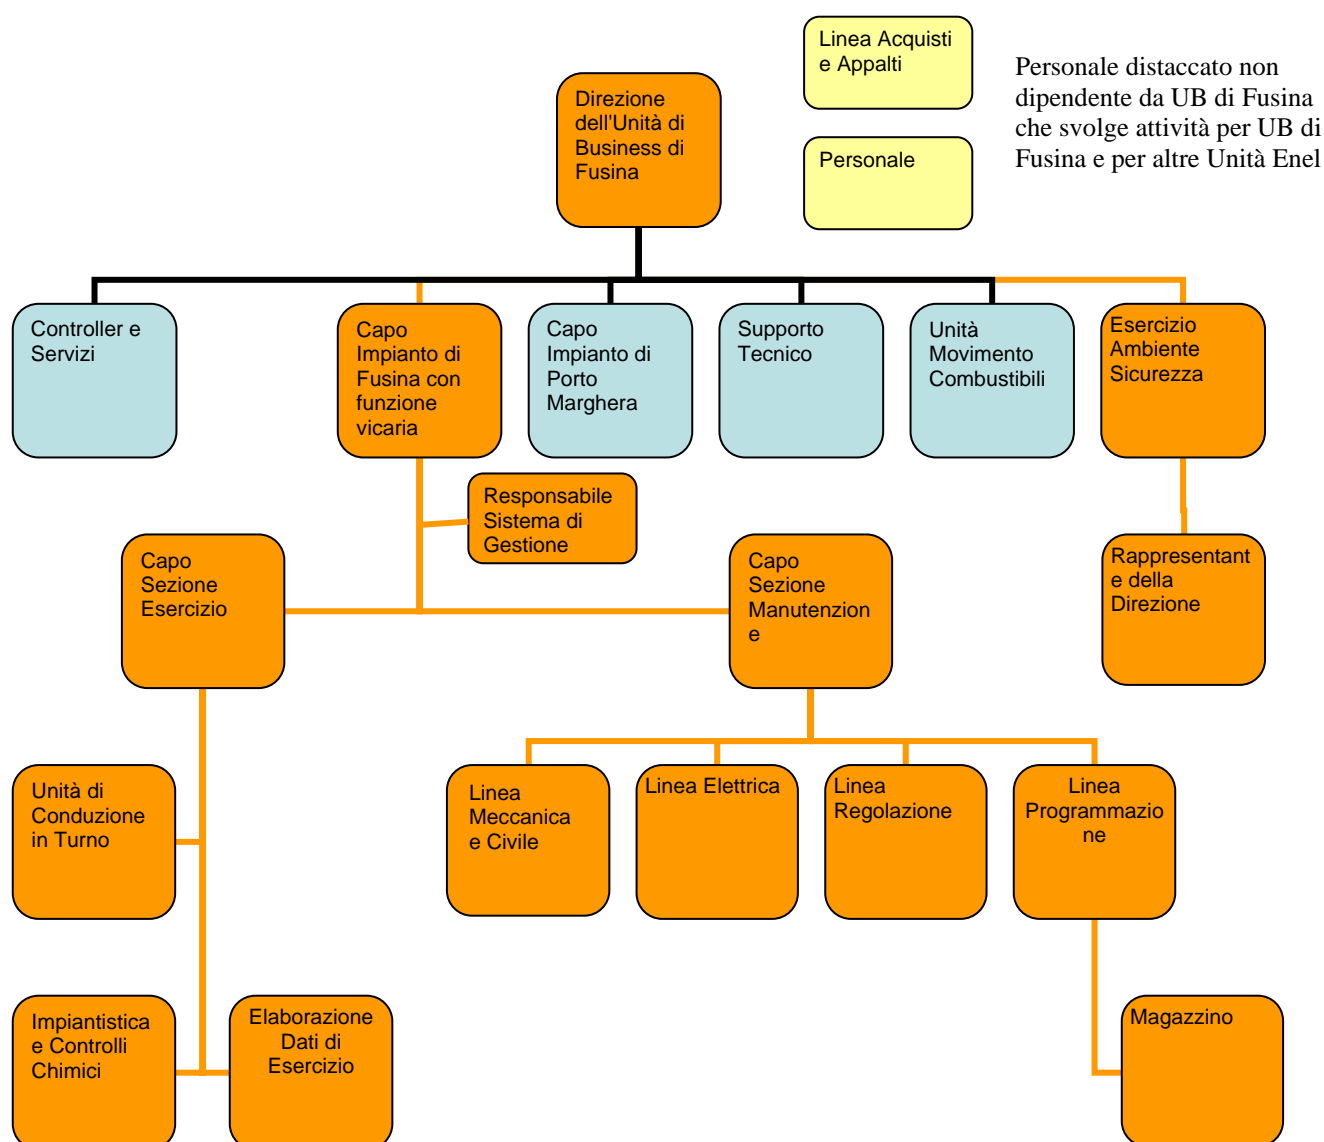 Linea Acquisti
e Appalti
Personale distaccato non
dipendente da UB di Fusina
che svolge attività per UB di
Fusina e per altre Unità Enel
Direzione
dell'Unità di
Business di
Fusina
Personale
Controller e
Servizi
Capo
Impianto di
Fusina con
funzione
vicaria
Capo
Impianto di
Porto
Marghera
Supporto
Tecnico
Unità
Movimento
Combustibili
Esercizio
Ambiente
Sicurezza
Responsabile
Sistema di
Gestione
Capo
Sezione
Esercizio
Capo
Sezione
Manutenzion
e
Rappresentant
e della
Direzione
Unità di
Conduzione
in Turno
Linea
Meccanica
e Civile
Linea Elettrica
Linea
Regolazione
Linea
Programmazio
ne
Impiantistica
e Controlli
Chimici
Elaborazione
Dati di
Esercizio
Magazzino